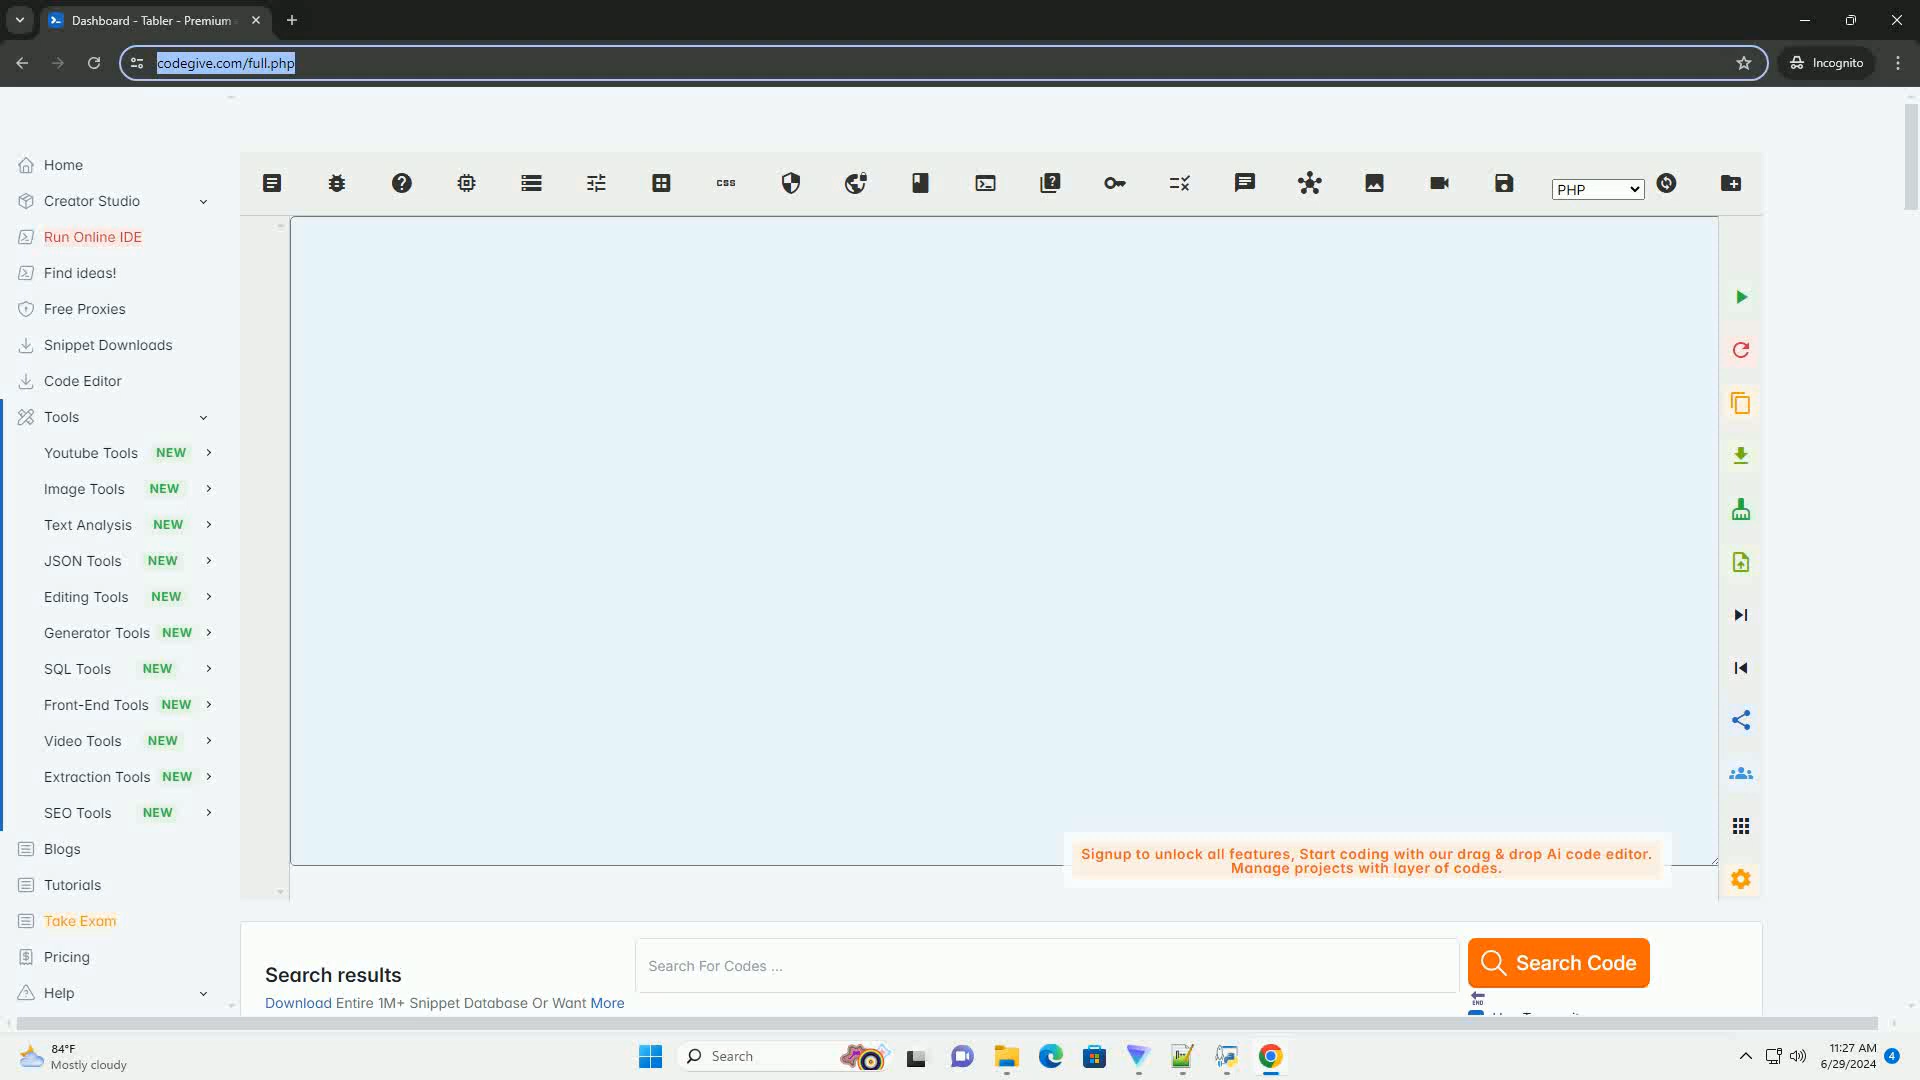 Dashboard - Tabler - Premium
codegive.com/full.php
Incognito
Home
Creator Studio
Run Online IDE
Find ideas!
Free Proxies
Snippet Downloads
Code Editor
Tools
Youtube Tools NEW
Image Tools NEW
Text Analysis NEW
JSON Tools NEW
Editing Tools NEW
Generator Tools NEW
SQL Tools NEW
Front-End Tools NEW
Video Tools NEW
Extraction Tools NEW
SEO Tools NEW
Blogs
Tutorials
Take Exam
Pricing
Help
css
PHP
Signup to unlock all features, Start coding with our drag & drop Ai code editor.
Manage projects with layer of codes.
Search results
Download Entire 1M+ Snippet Database Or Want More
Search For Codes ...
Search Code
END
84°F
Mostly cloudy
Search
11:27 AM
6/29/2024
4